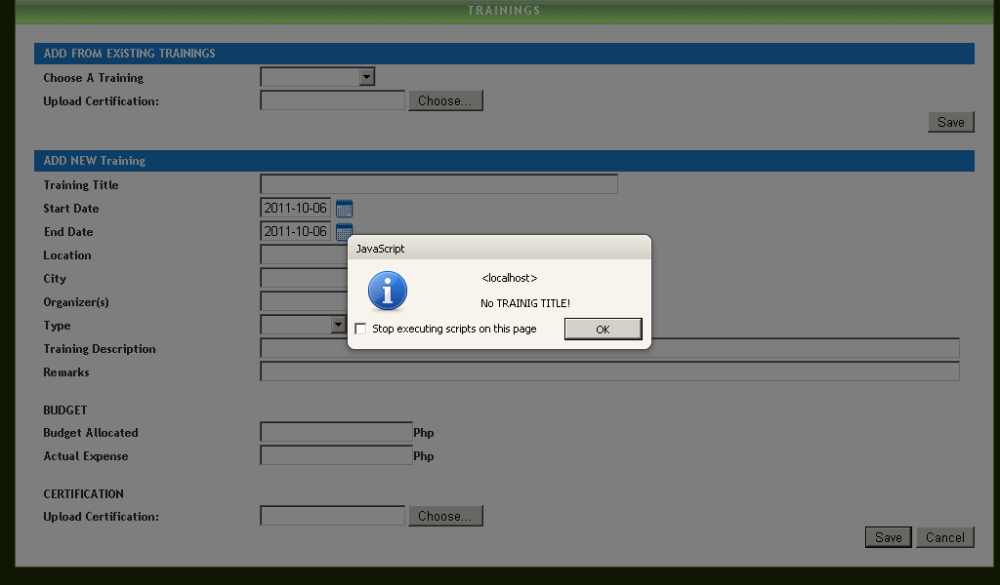 TRAININGS
ADD FROM EXiSTING TRAININGS
Choose A Training
Upload Certification: Choose...
Save
ADD NEW Training
Training Title
Start Date 2011-10-06
End Date 2011-10-06
Location
City
Organizer(s)
Type
Training Description
Remarks
JavaScript
<localhost>
No TRAINIG TITLE!
Stop executing scripts on this page OK
BUDGET
Budget Allocated Php
Actual Expense Php
CERTIFICATION
Upload Certification: Choose...
Save Cancel